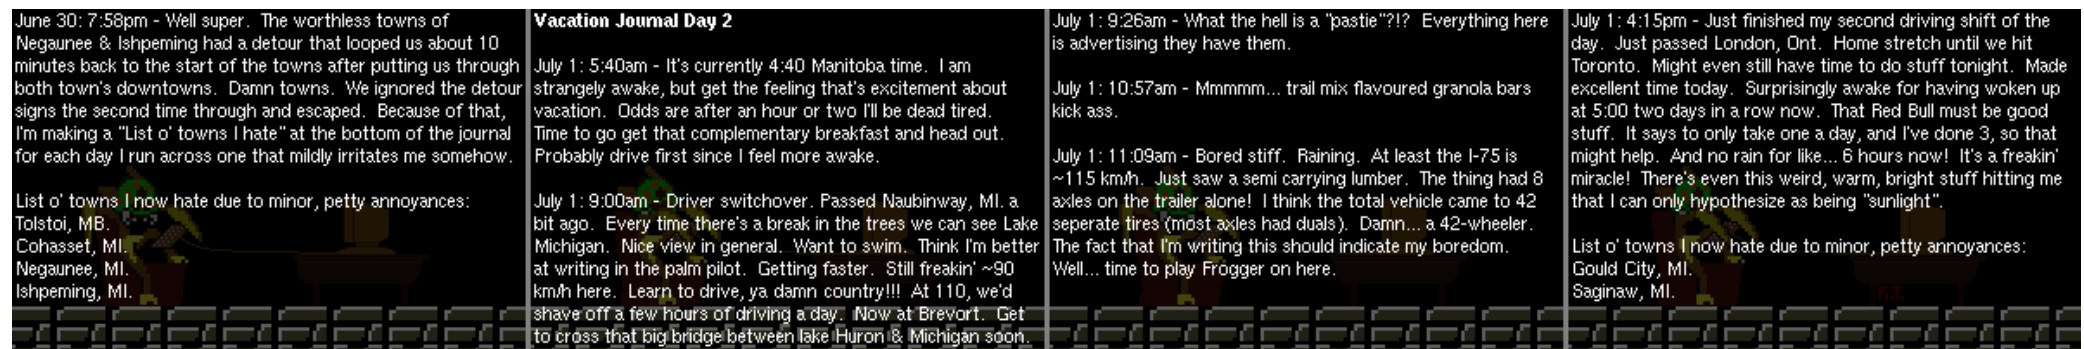 June 30: 7:58pm - Well super.  The worthless towns of
Negaunee & Ishpeming had a detour that looped us about 10
minutes back to the start of the towns after putting us through
both town's downtowns.  Damn towns.  We ignored the detour
signs the second time through and escaped.  Because of that,
I'm making a "List o' towns I hate" at the bottom of the journal
for each day I run across one that mildly irritates me somehow.

List o' towns I now hate due to minor, petty annoyances:
Tolstoi, MB.
Cohasset, MI.
Negaunee, MI.
Ishpeming, MI.

Vacation Journal Day 2

July 1: 5:40am - It's currently 4:40 Manitoba time.  I am
strangely awake, but get the feeling that's excitement about
vacation.  Odds are after an hour or two I'll be dead tired.
Time to go get that complementary breakfast and head out.
Probably drive first since I feel more awake.

July 1: 9:00am - Driver switchover. Passed Naubinway, MI. a
bit ago.  Every time there's a break in the trees we can see Lake
Michigan.  Nice view in general.  Want to swim.  Think I'm better
at writing in the palm pilot.  Getting faster.  Still freakin' ~90
km/h here.  Learn to drive, ya damn country!!!  At 110, we'd
shave off a few hours of driving a day.  Now at Brevort.  Get
to cross that big bridge between lake Huron & Michigan soon.

July 1: 9:26am - What the hell is a "pastie"?!?  Everything here
is advertising they have them.

July 1: 10:57am - Mmmmm... trail mix flavoured granola bars
kick ass.

July 1: 11:09am - Bored stiff.  Raining.  At least the I-75 is
~115 km/h.  Just saw a semi carrying lumber.  The thing had 8
axles on the trailer alone!  I think the total vehicle came to 42
seperate tires (most axles had duals).  Damn... a 42-wheeler.
The fact that I'm writing this should indicate my boredom.
Well... time to play Frogger on here.

July 1: 4:15pm - Just finished my second driving shift of the
day.  Just passed London, Ont.  Home stretch until we hit
Toronto.  Might even still have time to do stuff tonight.  Made
excellent time today.  Surprisingly awake for having woken up
at 5:00 two days in a row now.  That Red Bull must be good
stuff.  It says to only take one a day, and I've done 3, so that
might help.  And no rain for like... 6 hours now!  It's a freakin'
miracle!  There's even this weird, warm, bright stuff hitting me
that I can only hypothesize as being "sunlight".

List o' towns I now hate due to minor, petty annoyances:
Gould City, MI.
Saginaw, MI.